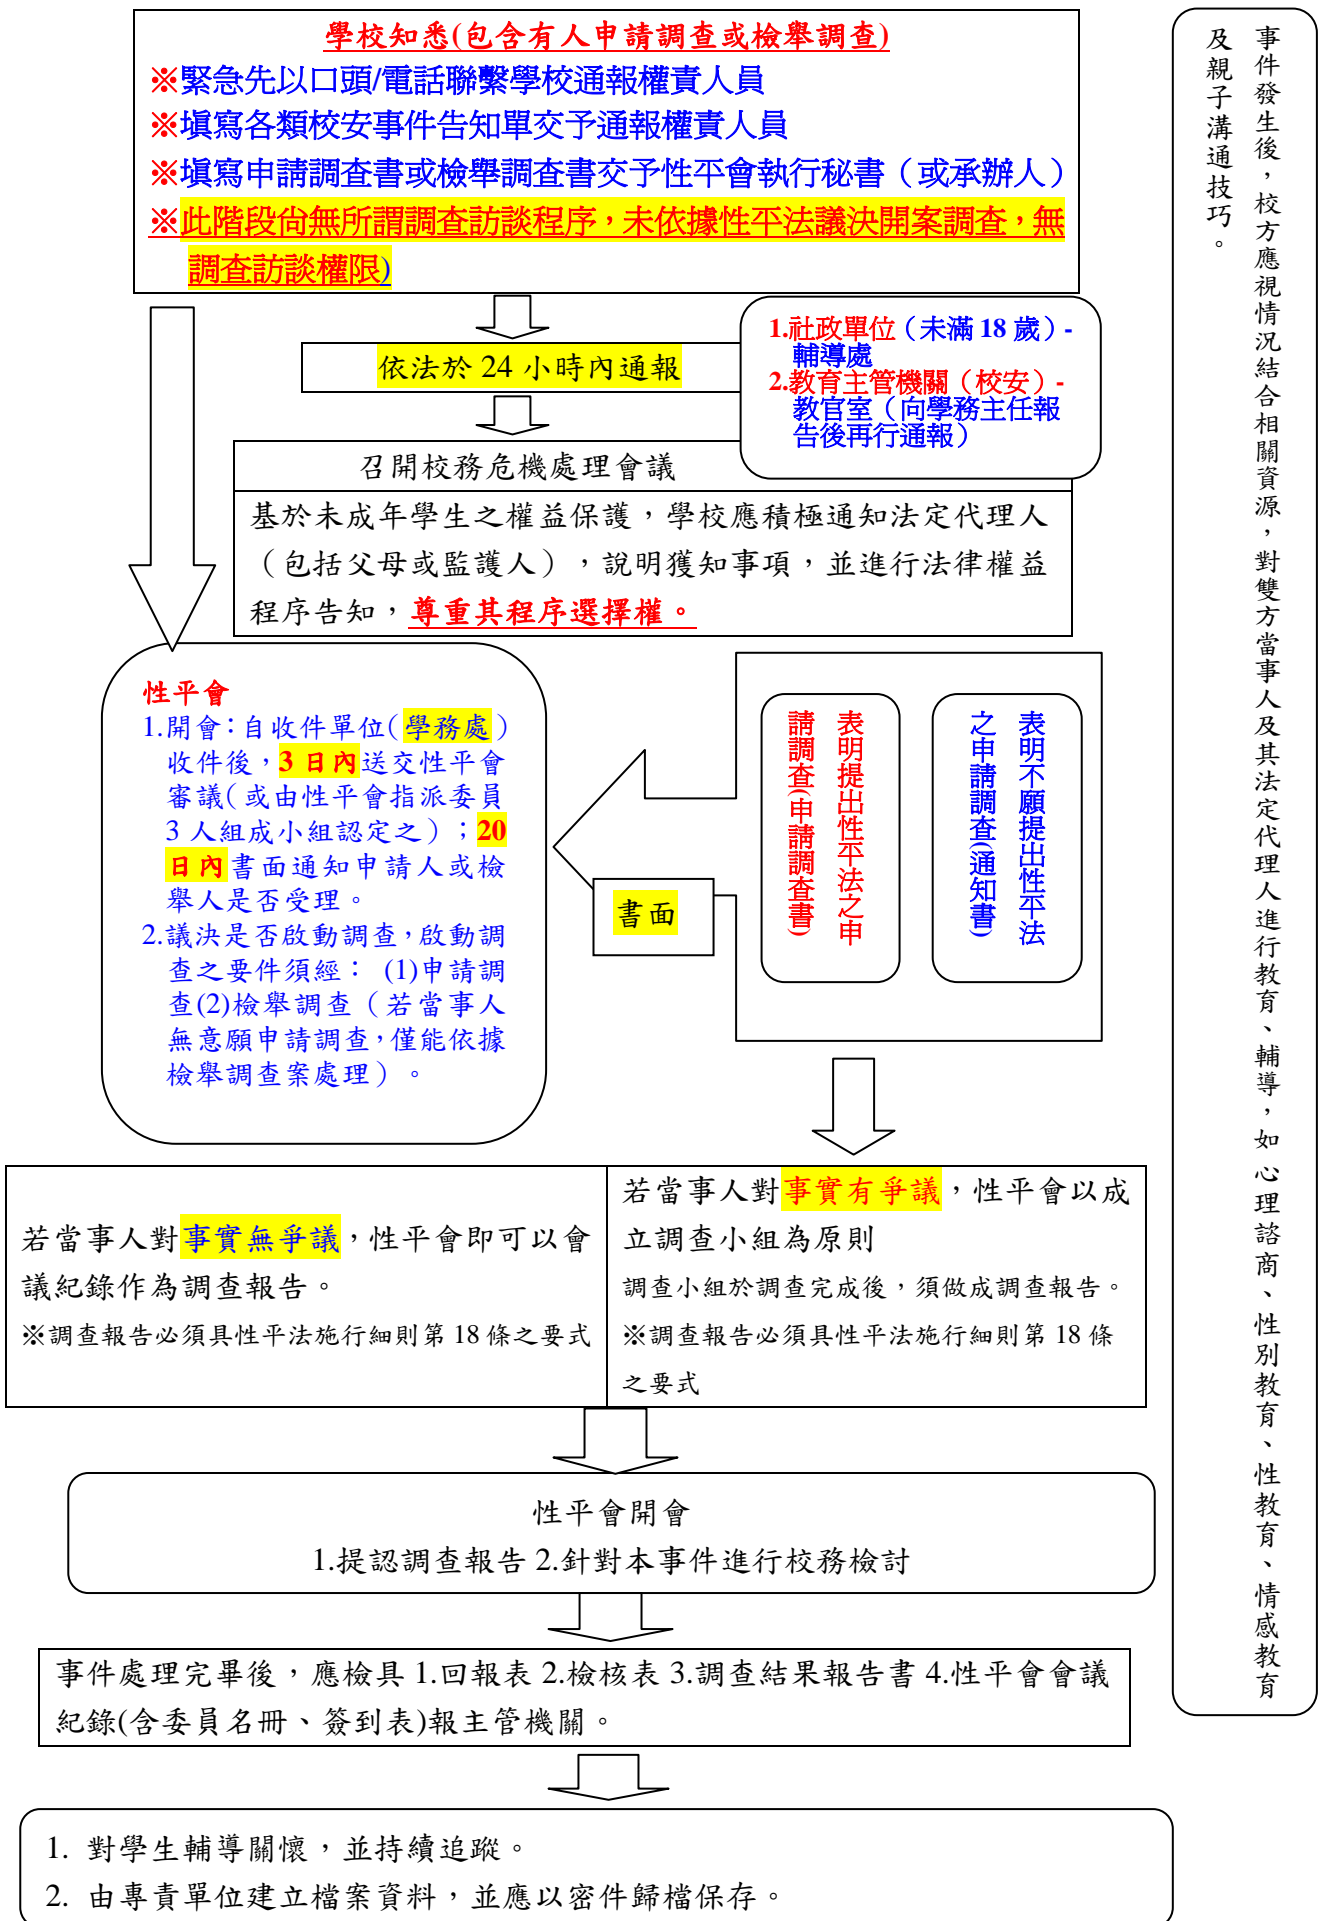 學校知悉(包含有人申請調查或檢舉調查)
※緊急先以口頭/電話聯繫學校通報權責人員
※填寫各類校安事件告知單交予通報權責人員
※填寫申請調查書或檢舉調查書交予性平會執行秘書（或承辦人）
※此階段尚無所謂調查訪談程序，未依據性平法議決開案調查，無
調查訪談權限)
依法於 24 小時內通報
1.社政單位（未滿 18 歲）-
輔導處
2.教育主管機關（校安）-
教官室（向學務主任報
告後再行通報）
召開校務危機處理會議
基於未成年學生之權益保護，學校應積極通知法定代理人
（包括父母或監護人），說明獲知事項，並進行法律權益
程序告知，尊重其程序選擇權。
性平會
1.開會：自收件單位（學務處）
收件後，3 日內送交性平會
審議（或由性平會指派委員
3 人組成小組認定之）；20
日內書面通知申請人或檢
舉人是否受理。
2.議決是否啟動調查，啟動調
查之要件須經： (1)申請調
查(2)檢舉調查（若當事人
無意願申請調查，僅能依據
檢舉調查案處理）。
書面
表明不願提出性平法
之申請調查(通知書)
表明提出性平法之申
請調查(申請調查書)
若當事人對事實無爭議，性平會即可以會
議紀錄作為調查報告。
※調查報告必須具性平法施行細則第 18 條之要式
若當事人對事實有爭議，性平會以成
立調查小組為原則
調查小組於調查完成後，須做成調查報告。
※調查報告必須具性平法施行細則第 18 條
之要式
性平會開會
1.提認調查報告 2.針對本事件進行校務檢討
事件處理完畢後，應檢具 1.回報表 2.檢核表 3.調查結果報告書 4.性平會會議
紀錄(含委員名冊、簽到表)報主管機關。
1. 對學生輔導關懷，並持續追蹤。
2. 由專責單位建立檔案資料，並應以密件歸檔保存。
事件發生後，校方應視情況結合相關資源，對雙方當事人及其法定代理人進行教育、輔導，如心理諮商、性別教育、性教育、情感教育
及親子溝通技巧。